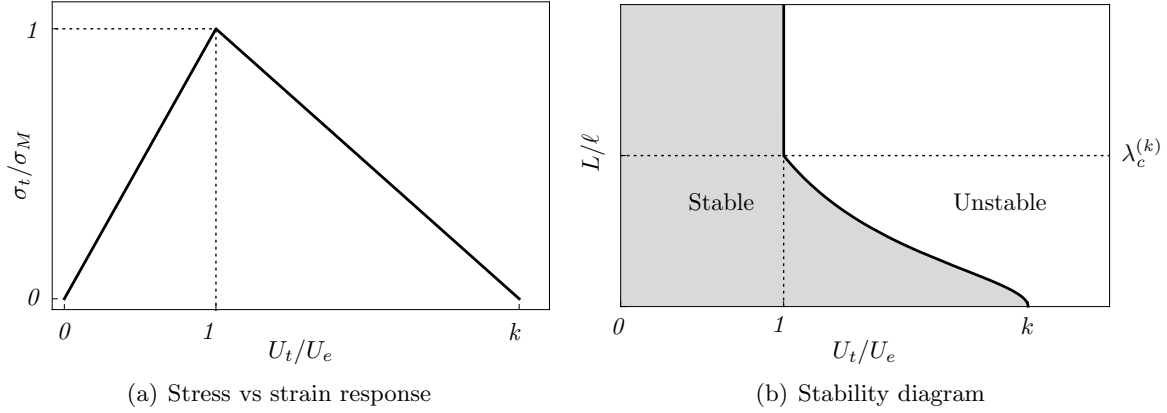 1
σ_t/σ_M
0
0
1
k
U_t/U_e
(a) Stress vs strain response
L/ℓ
λ_c^{(k)}
Stable
Unstable
0
1
k
U_t/U_e
(b) Stability diagram